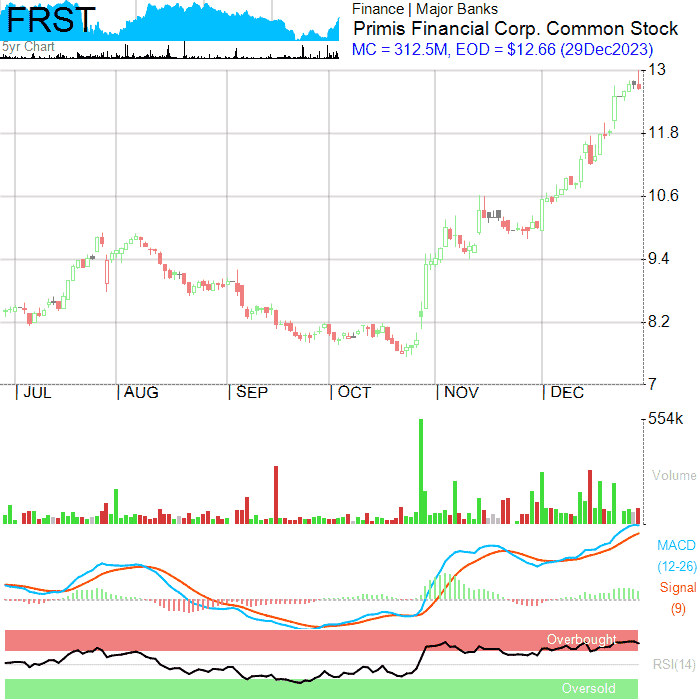 FRST
5yr Chart
Finance | Major Banks
Primis Financial Corp. Common Stock
MC = 312.5M, EOD = $12.66 (29Dec2023)
13
11.8
10.6
9.4
8.2
7
JUL AUG SEP OCT NOV DEC
554k
Volume
MACD
(12-26)
Signal
(9)
Overbought
RSI(14)
Oversold